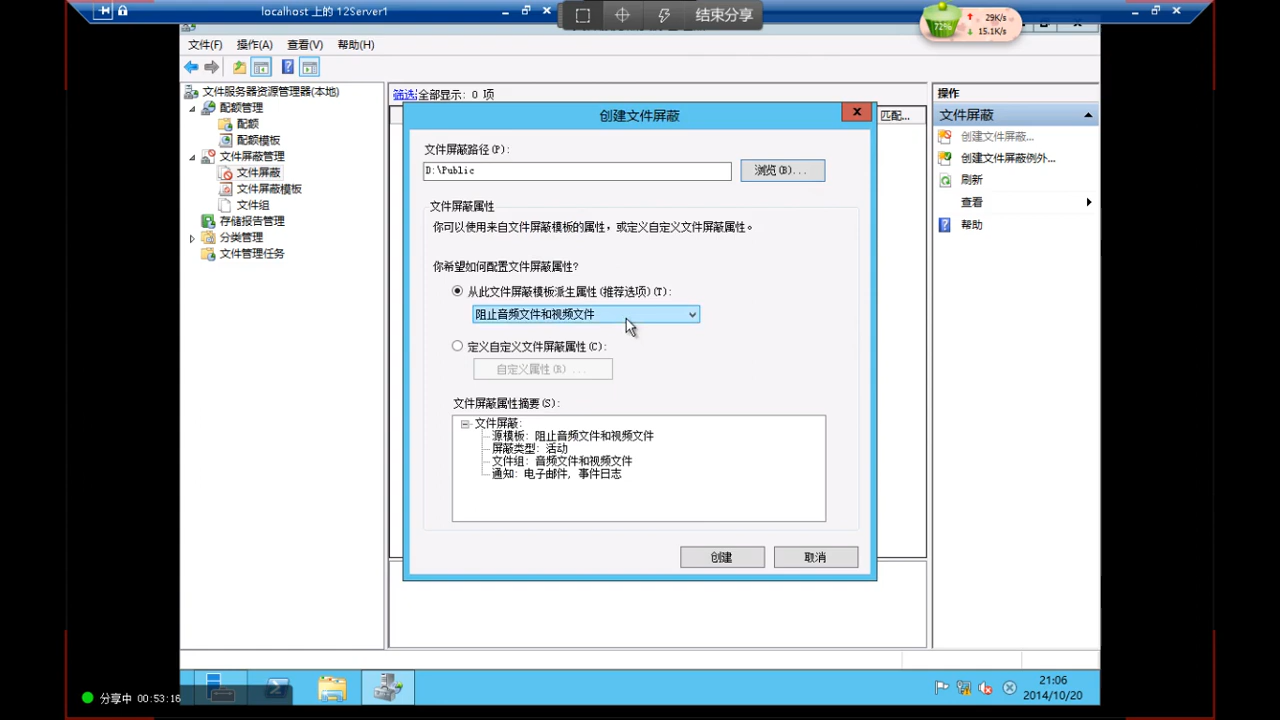 localhost 上的 12Server1
结束分享
72%
29K/s
15.1K/s
文件(F) 操作(A) 查看(V) 帮助(H)
文件服务器资源管理器(本地)
配额管理
配额
配额模板
文件屏蔽管理
文件屏蔽
文件屏蔽模板
文件组
存储报告管理
分类管理
文件管理任务
筛选:全部显示: 0 项
匹配...
创建文件屏蔽
文件屏蔽路径(P):
D:\Public
浏览(B)...
文件屏蔽属性
你可以使用来自文件屏蔽模板的属性，或定义自定义文件屏蔽属性。
你希望如何配置文件屏蔽属性?
从此文件屏蔽模板派生属性(推荐选项)(T):
阻止音频文件和视频文件
定义自定义文件屏蔽属性(C):
自定义属性(R)...
文件屏蔽属性摘要(S):
文件屏蔽:
源模板: 阻止音频文件和视频文件
屏蔽类型: 活动
文件组: 音频文件和视频文件
通知: 电子邮件, 事件日志
创建
取消
操作
文件屏蔽
创建文件屏蔽...
创建文件屏蔽例外...
刷新
查看
帮助
分享中 00:53:16
21:06
2014/10/20